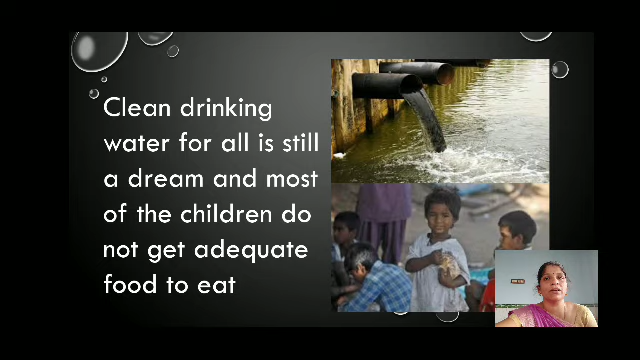 Clean drinking
water for all is still
a dream and most
of the children do
not get adequate
food to eat